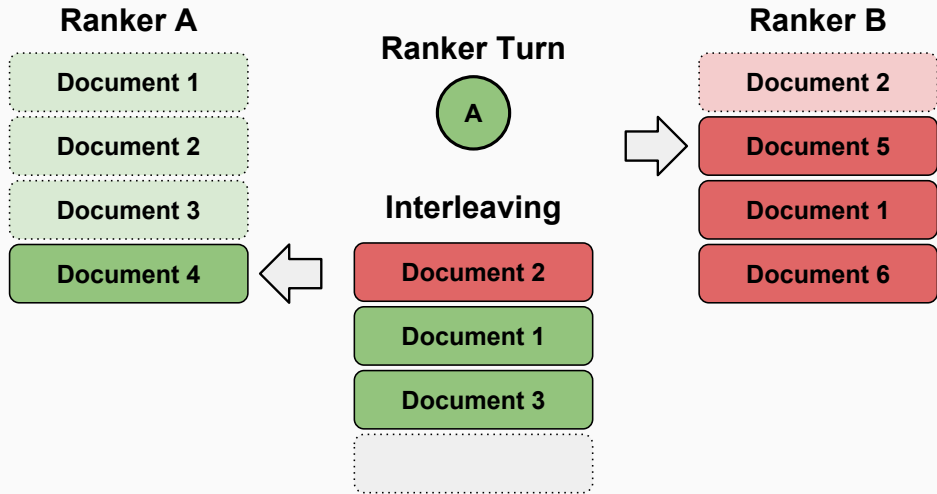 Ranker A
Document 1
Document 2
Document 3
Document 4
Ranker Turn
A
Interleaving
Document 2
Document 1
Document 3
Ranker B
Document 2
Document 5
Document 1
Document 6